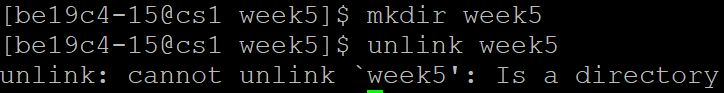 [be19c4-15@cs1 week5]$ mkdir week5
[be19c4-15@cs1 week5]$ unlink week5
unlink: cannot unlink `week5': Is a directory